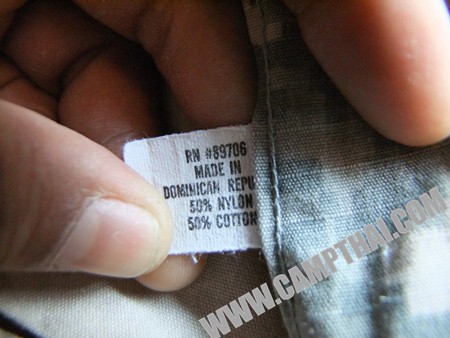 RN #89706
MADE IN
DOMINICAN REPU
50% NYLON
50% COTTON
WWW.CAMPTHAI.COM